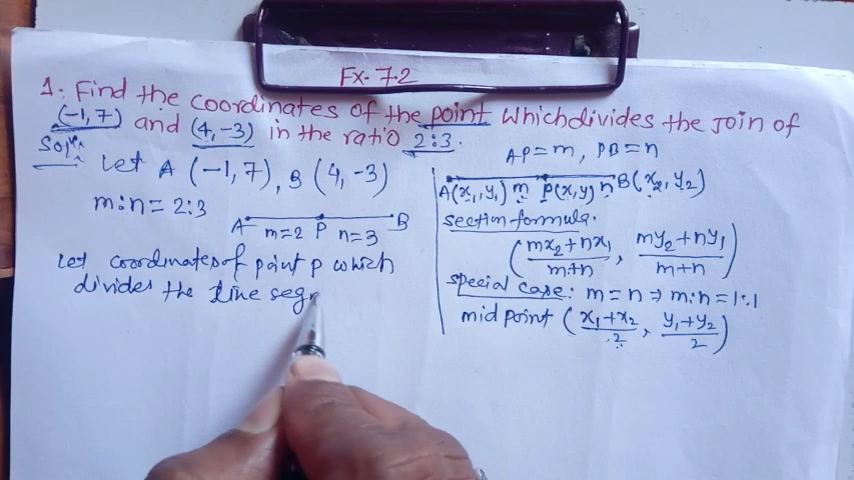 Ex. 7.2
1. Find the coordinates of the point which divides the join of
(-1,7) and (4,-3) in the ratio 2:3.
Soln:
Let A (-1,7), B (4,-3)
m:n = 2:3
A m=2 P n=3 B
Let coordinates of point P which
divides the line seg
AP=m, PB=n
A(x₁,y₁) m P(x,y) n B(x₂,y₂)
section formula.
(mx₂+nx₁/m+n, my₂+ny₁/m+n)
special case: m=n ⇒ m:n=1:1
mid point (x₁+x₂/2, y₁+y₂/2)